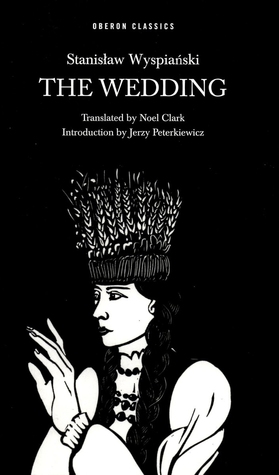 OBERON CLASSICS
Stanisław Wyspiański
THE WEDDING
Translated by Noel Clark
Introduction by Jerzy Peterkiewicz